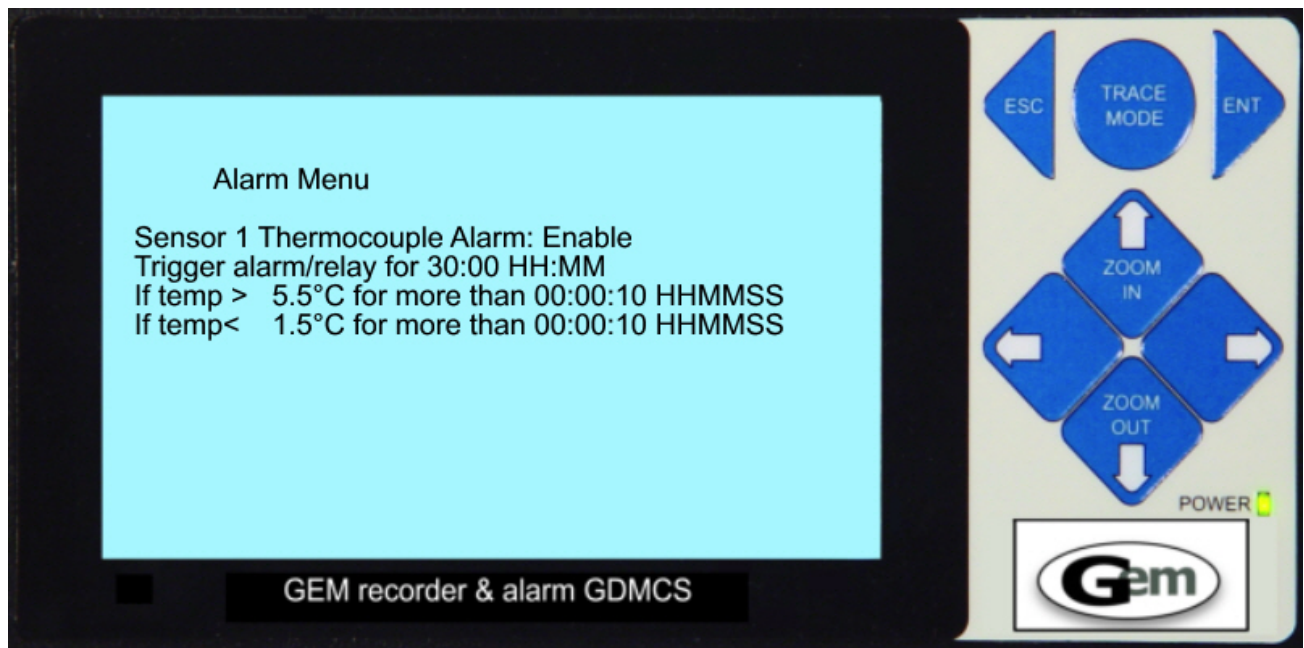 Alarm Menu
Sensor 1 Thermocouple Alarm: Enable
Trigger alarm/relay for 30:00 HH:MM
If temp > 5.5°C for more than 00:00:10 HHMMSS
If temp< 1.5°C for more than 00:00:10 HHMMSS
GEM recorder & alarm GDMCS
ESC
TRACE
MODE
ENT
ZOOM
IN
ZOOM
OUT
POWER
Gem